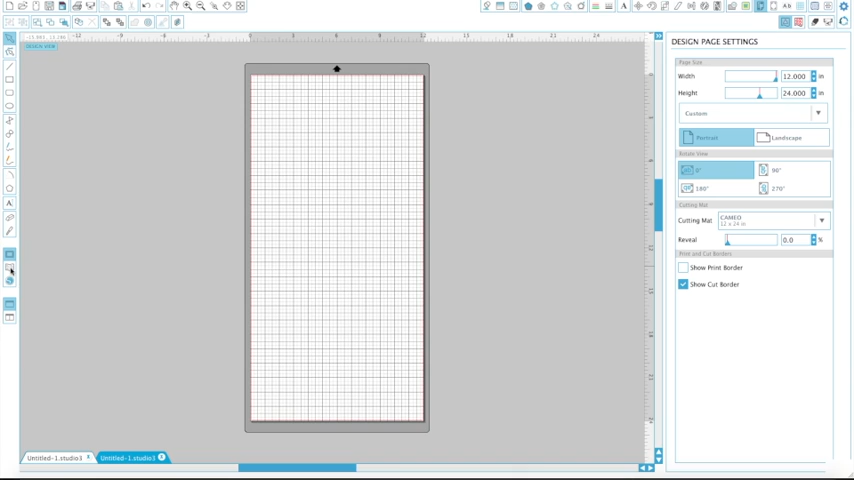 DESIGN PAGE SETTINGS
DESIGN VIEW
Page Size
Width 12.000 in
Height 24.000 in
Custom
Portrait Landscape
Rotate View
0° 90°
180° 270°
Cutting Mat
Cutting Mat CAMEO
12 x 24 in
Reveal 0.0 %
Print and Cut Borders
Show Print Border
Show Cut Border
Untitled-1.studio3 x Untitled-1.studio3